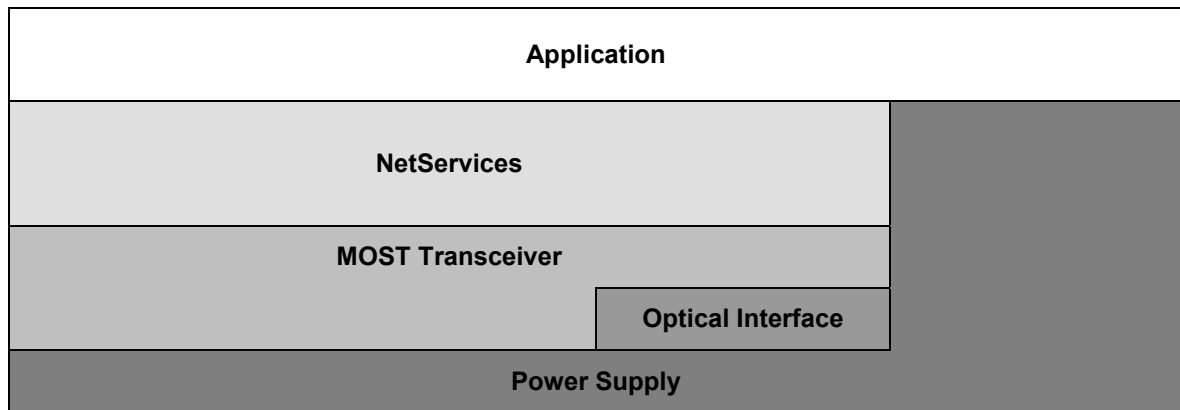 Application
NetServices
MOST Transceiver
Optical Interface
Power Supply